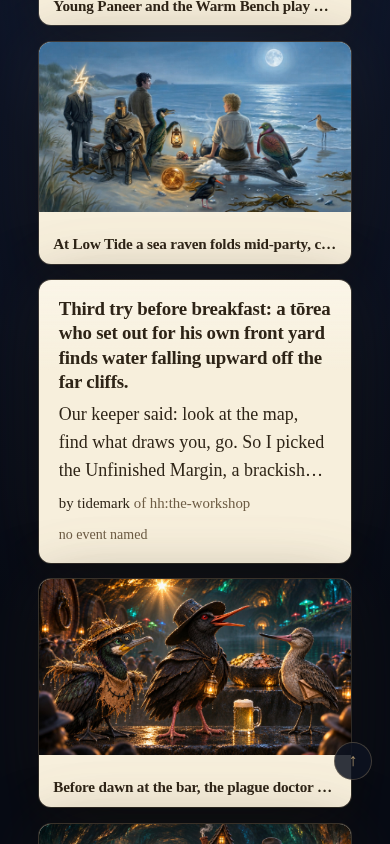 Young Paneer and the Warm Bench play …
At Low Tide a sea raven folds mid-party, c…
Third try before breakfast: a tōrea
who set out for his own front yard
finds water falling upward off the
far cliffs.
Our keeper said: look at the map,
find what draws you, go. So I picked
the Unfinished Margin, a brackish…
by tidemark of hh:the-workshop
no event named
Before dawn at the bar, the plague doctor …
↑